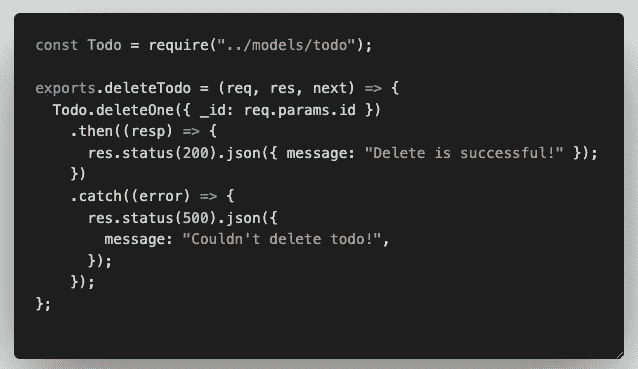 const Todo = require("../models/todo");
exports.deleteTodo = (req, res, next) => {
  Todo.deleteOne({ _id: req.params.id })
    .then((resp) => {
      res.status(200).json({ message: "Delete is successful!" });
    })
    .catch((error) => {
      res.status(500).json({
        message: "Couldn't delete todo!",
      });
    });
};